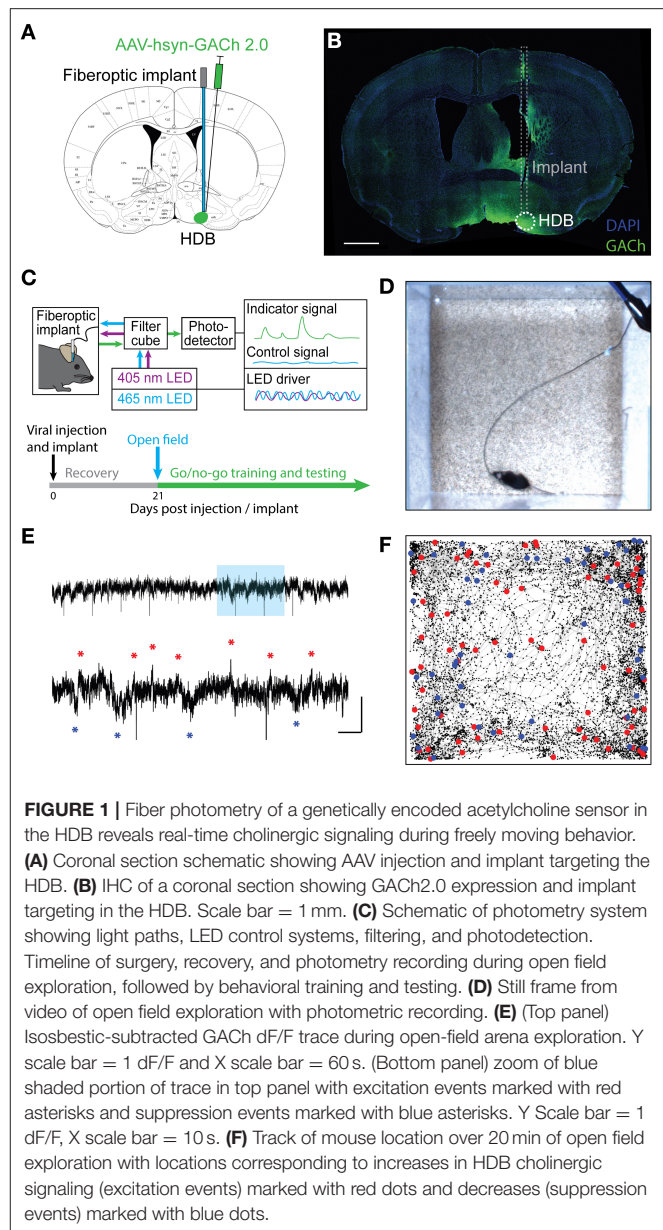 A
AAV-hsyn-GACh 2.0
Fiberoptic implant
HDB
B
Implant
HDB
DAPI
GACh
C
Fiberoptic
implant
Filter
cube
Photo-
detector
Indicator signal
Control signal
LED driver
405 nm LED
465 nm LED
Viral injection
and implant
Open field
Recovery
Go/no-go training and testing
0
21
Days post injection / implant
D
E
* * * * * * *
* * * *
F
FIGURE 1 | Fiber photometry of a genetically encoded acetylcholine sensor in
the HDB reveals real-time cholinergic signaling during freely moving behavior.
(A) Coronal section schematic showing AAV injection and implant targeting the
HDB. (B) IHC of a coronal section showing GACh2.0 expression and implant
targeting in the HDB. Scale bar = 1 mm. (C) Schematic of photometry system
showing light paths, LED control systems, filtering, and photodetection.
Timeline of surgery, recovery, and photometry recording during open field
exploration, followed by behavioral training and testing. (D) Still frame from
video of open field exploration with photometric recording. (E) (Top panel)
Isosbestic-subtracted GACh dF/F trace during open-field arena exploration. Y
scale bar = 1 dF/F and X scale bar = 60 s. (Bottom panel) zoom of blue
shaded portion of trace in top panel with excitation events marked with red
asterisks and suppression events marked with blue asterisks. Y Scale bar = 1
dF/F, X scale bar = 10 s. (F) Track of mouse location over 20 min of open field
exploration with locations corresponding to increases in HDB cholinergic
signaling (excitation events) marked with red dots and decreases (suppression
events) marked with blue dots.